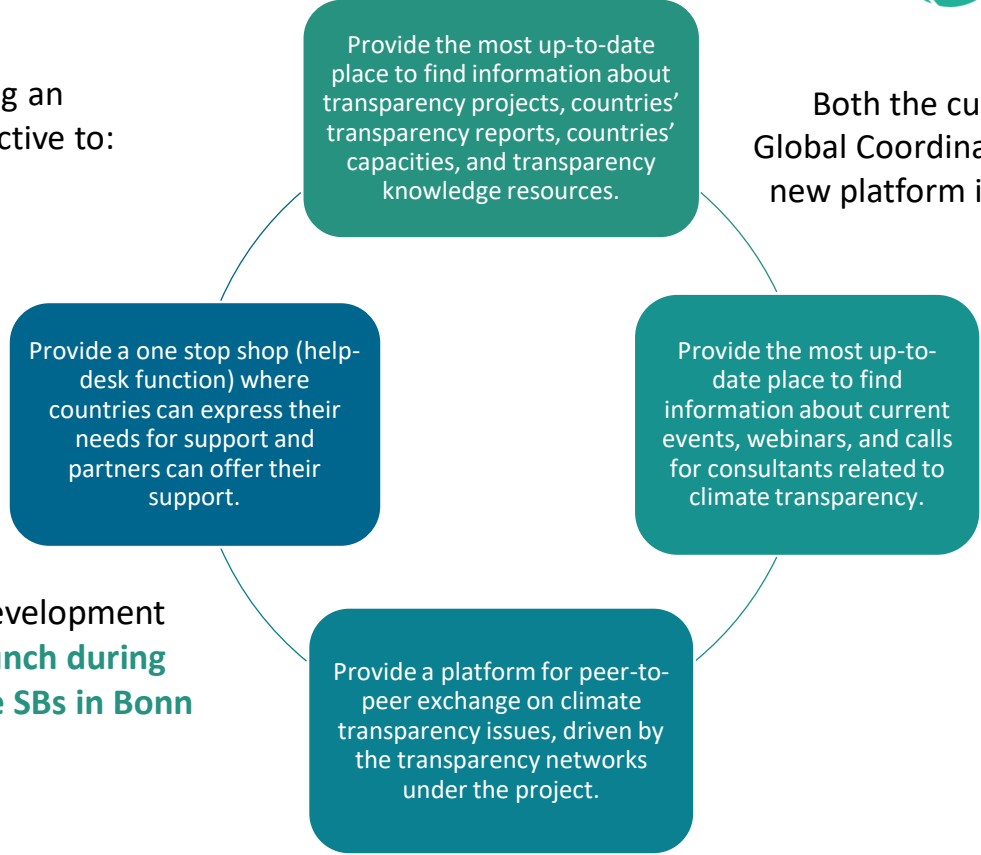 Provide the most up-to-date
place to find information about
transparency projects, countries’
transparency reports, countries’
capacities, and transparency
knowledge resources.
g an
ctive to:
Both the cu
Global Coordina
new platform i
Provide a one stop shop (help-
desk function) where
countries can express their
needs for support and
partners can offer their
support.
Provide the most up-to-
date place to find
information about current
events, webinars, and calls
for consultants related to
climate transparency.
evelopment
unch during
e SBs in Bonn
Provide a platform for peer-to-
peer exchange on climate
transparency issues, driven by
the transparency networks
under the project.